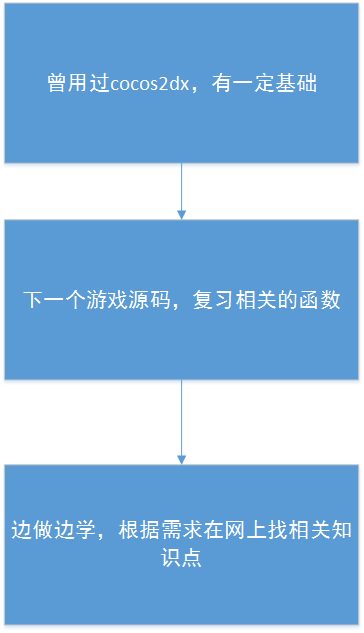 曾用过cocos2dx，有一定基础
下一个游戏源码，复习相关的函数
边做边学，根据需求在网上找相关知
识点